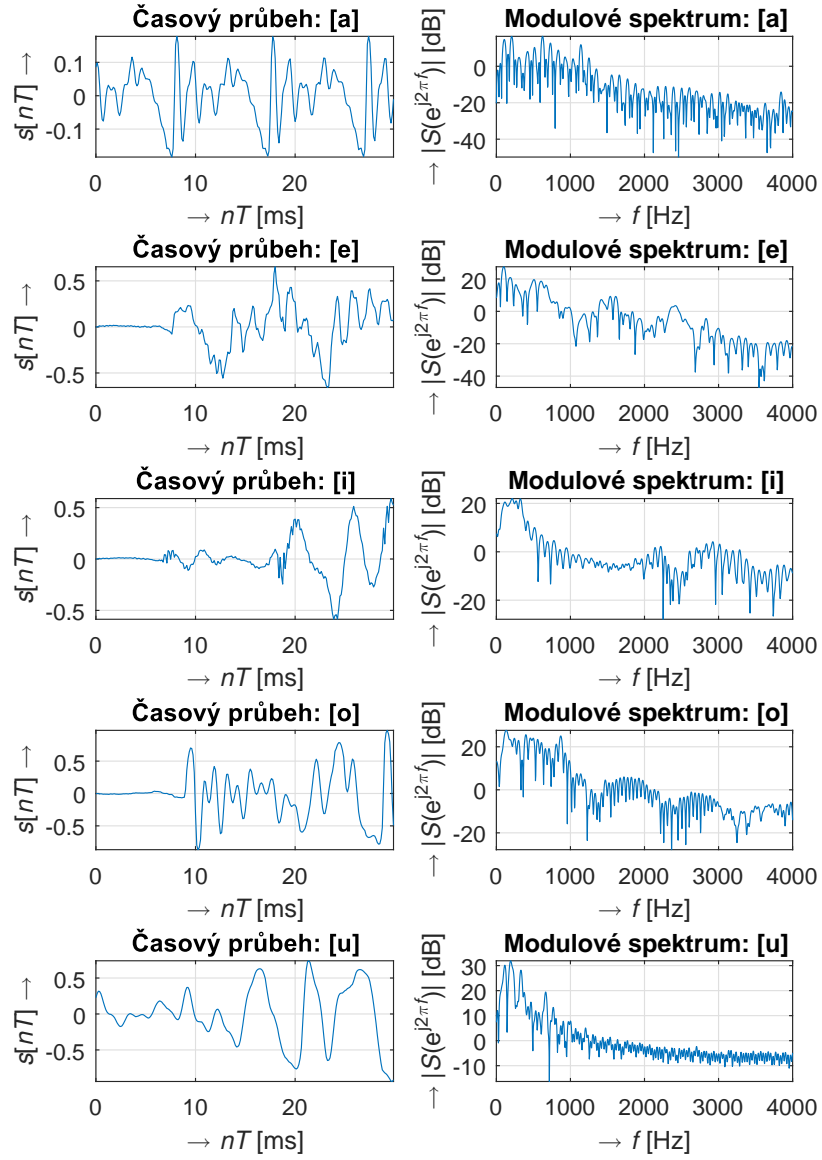 Časový průbeh: [a]
s[nT] →
0.1
0
-0.1
0 10 20
→ nT [ms]
Modulové spektrum: [a]
→ |S(e^{j2πf})| [dB]
0
-20
-40
0 1000 2000 3000 4000
→ f [Hz]
Časový průbeh: [e]
s[nT] →
0.5
0
-0.5
0 10 20
→ nT [ms]
Modulové spektrum: [e]
→ |S(e^{j2πf})| [dB]
20
0
-20
-40
0 1000 2000 3000 4000
→ f [Hz]
Časový průbeh: [i]
s[nT] →
0.5
0
-0.5
0 10 20
→ nT [ms]
Modulové spektrum: [i]
→ |S(e^{j2πf})| [dB]
20
0
-20
0 1000 2000 3000 4000
→ f [Hz]
Časový průbeh: [o]
s[nT] →
0.5
0
-0.5
0 10 20
→ nT [ms]
Modulové spektrum: [o]
→ |S(e^{j2πf})| [dB]
20
0
-20
0 1000 2000 3000 4000
→ f [Hz]
Časový průbeh: [u]
s[nT] →
0.5
0
-0.5
0 10 20
→ nT [ms]
Modulové spektrum: [u]
→ |S(e^{j2πf})| [dB]
30
20
10
0
-10
0 1000 2000 3000 4000
→ f [Hz]